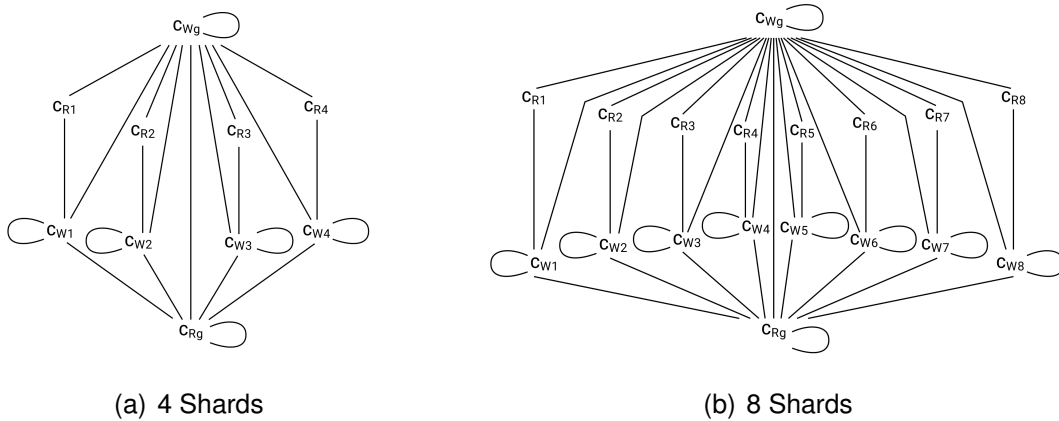 CWg
CR1 CR4
CR2 CR3
CW1 CW4
CW2 CW3
CRg
(a) 4 Shards
CWg
CR1 CR8
CR2 CR7
CR3 CR4 CR5 CR6
CW4 CW5
CW2 CW3 CW6 CW7
CW1 CW8
CRg
(b) 8 Shards